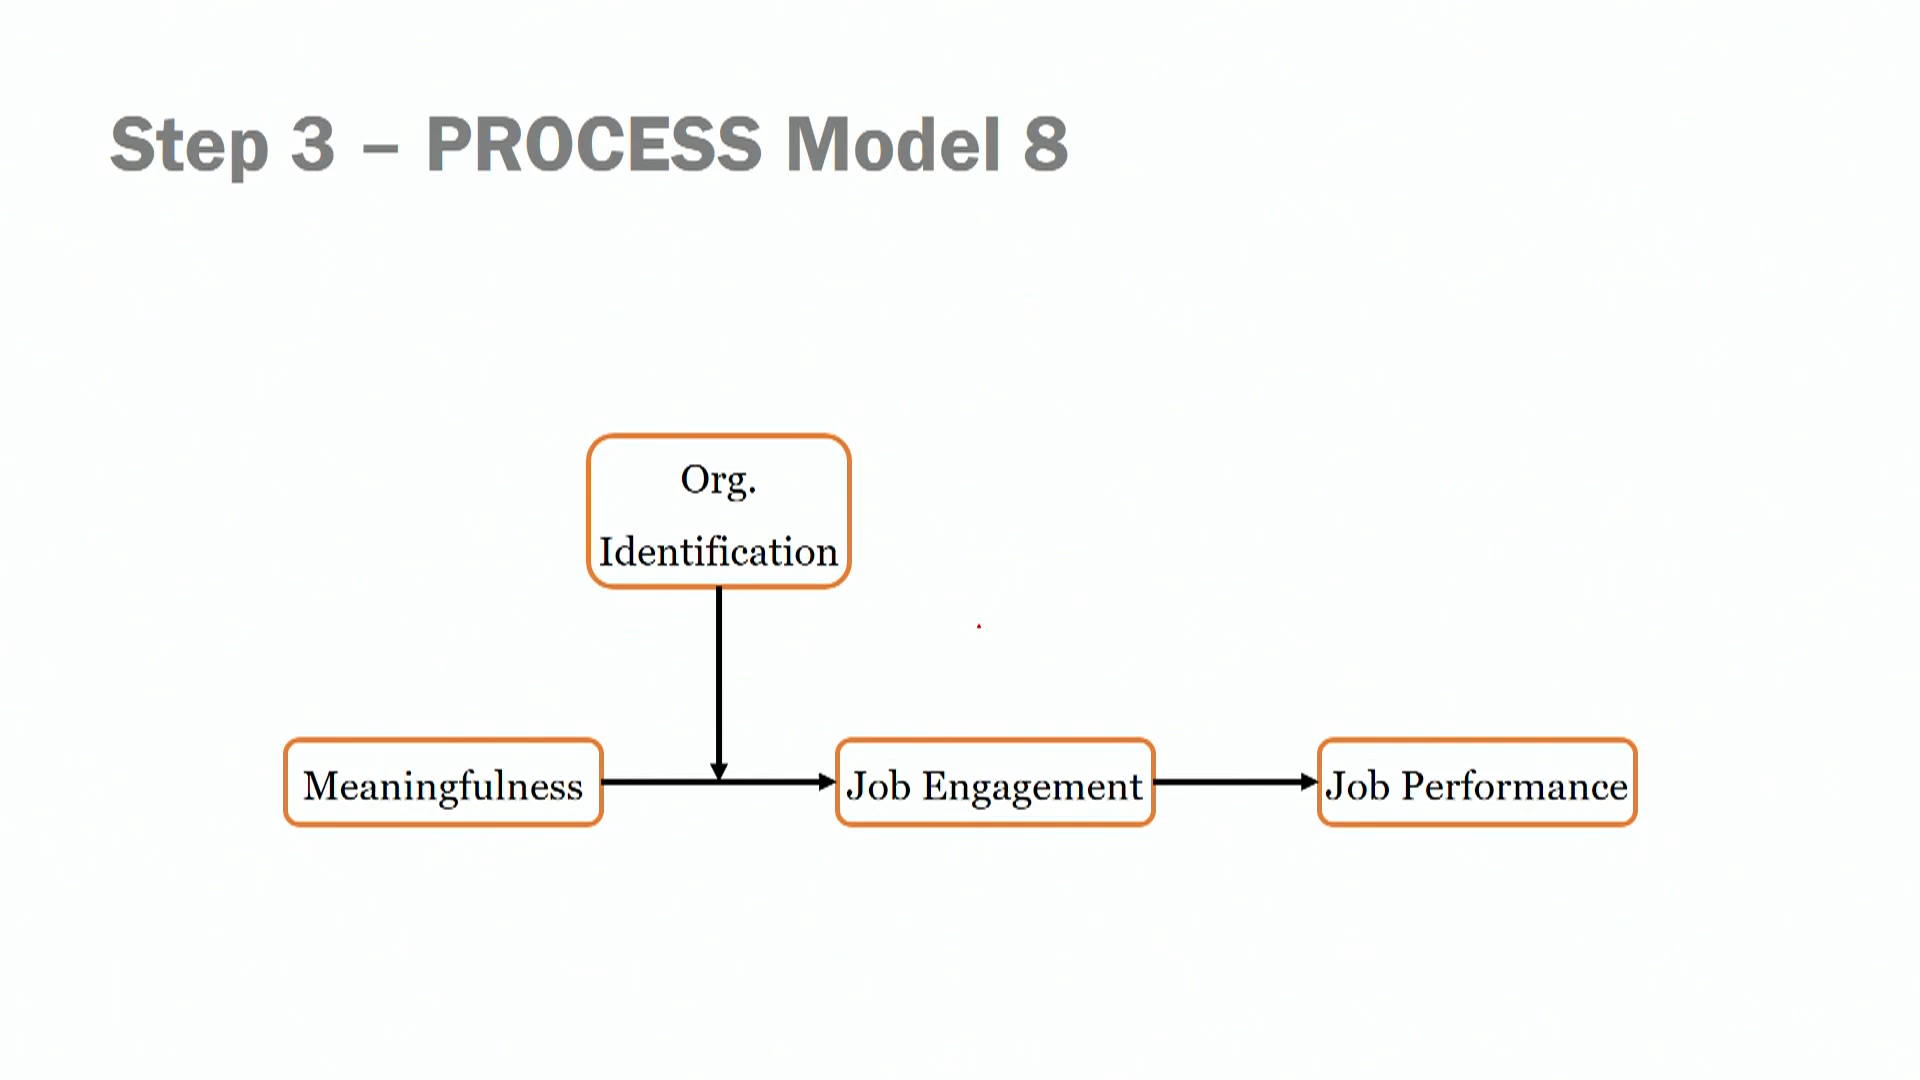 Step 3 – PROCESS Model 8
Org.
Identification
Meaningfulness
Job Engagement
Job Performance